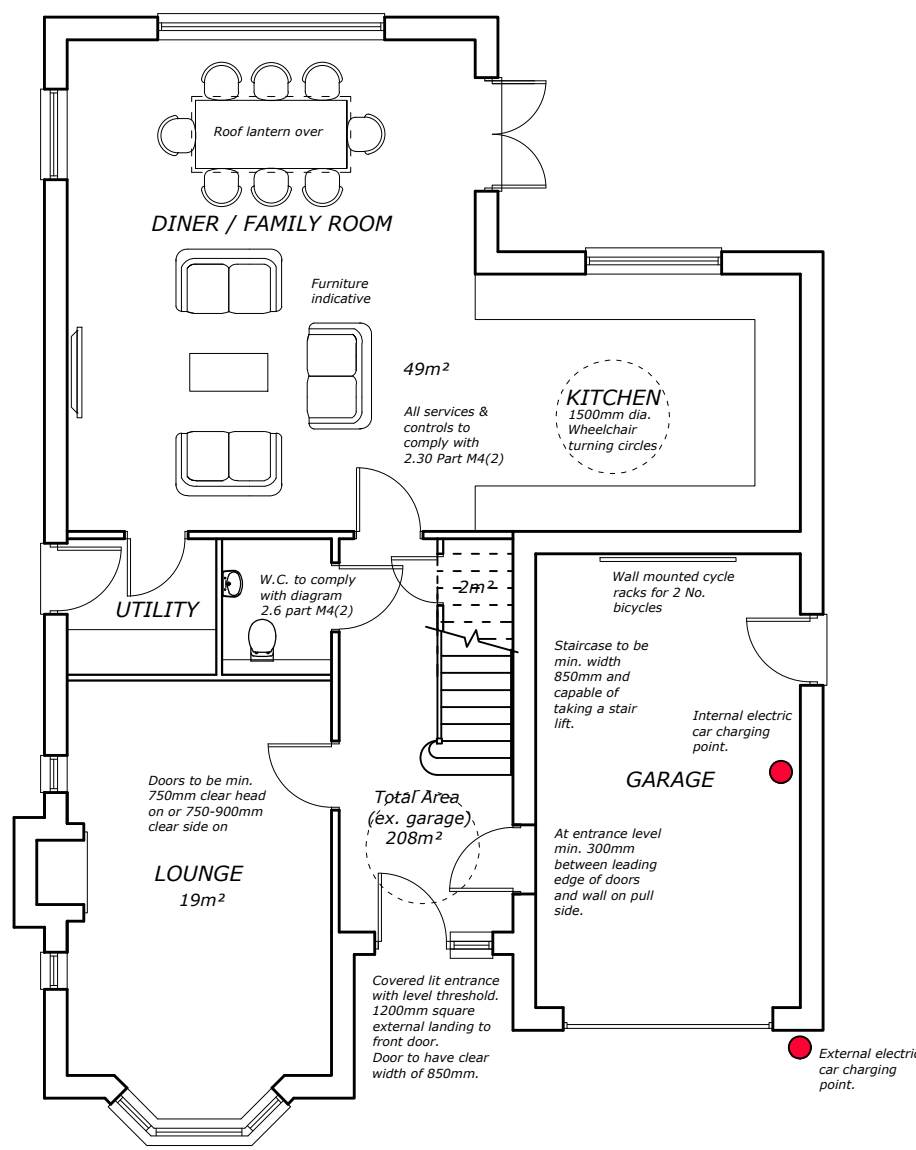 Roof lantern over
DINER / FAMILY ROOM
Furniture
indicative
49m²
All services &
controls to
comply with
2.30 Part M4(2)
KITCHEN
1500mm dia.
Wheelchair
turning circles
W.C. to comply
with diagram
2.6 part M4(2)
UTILITY
2m²
Wall mounted cycle
racks for 2 No.
bicycles
Staircase to be
min. width
850mm and
capable of
taking a stair
lift.
Internal electric
car charging
point.
GARAGE
Doors to be min.
750mm clear head
on or 750-900mm
clear side on
Total Area
(ex. garage)
208m²
LOUNGE
19m²
At entrance level
min. 300mm
between leading
edge of doors
and wall on pull
side.
Covered lit entrance
with level threshold.
1200mm square
external landing to
front door.
Door to have clear
width of 850mm.
External electric
car charging
point.